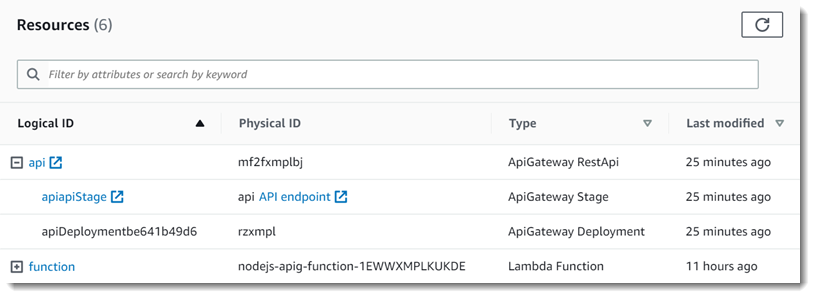 Resources (6)
Filter by attributes or search by keyword
Logical ID Physical ID Type Last modified
api mf2fxmplbj ApiGateway RestApi 25 minutes ago
apiapiStage api API endpoint ApiGateway Stage 25 minutes ago
apiDeploymentbe641b49d6 rzxmpl ApiGateway Deployment 25 minutes ago
function nodejs-apig-function-1EWWXMPLKUKDE Lambda Function 11 hours ago